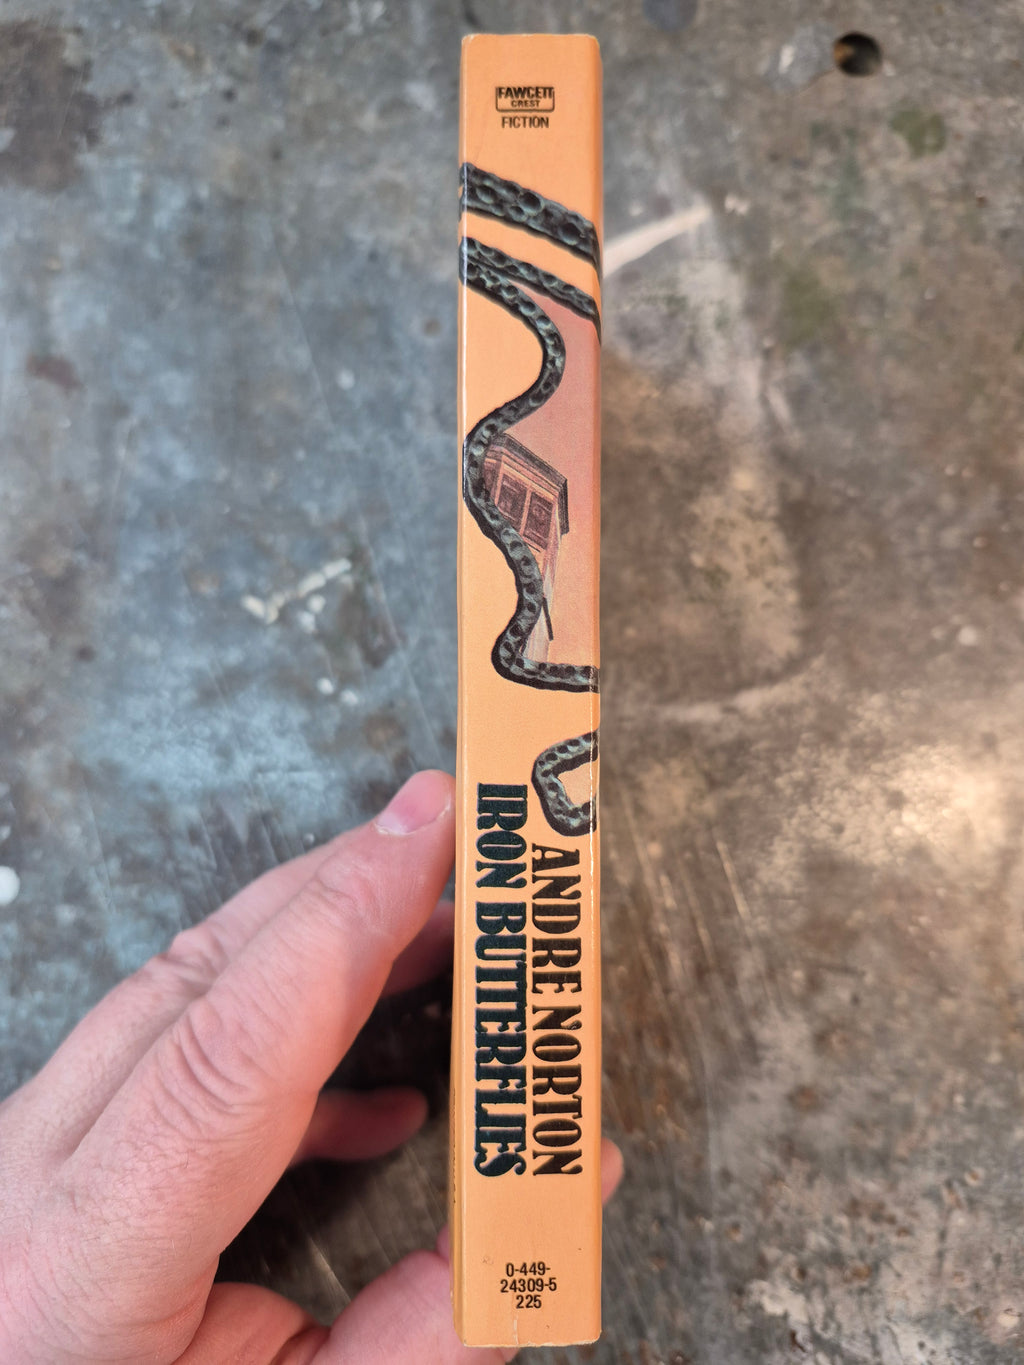 FAWCETT
CREST
FICTION
ANDRE NORTON
IRON BUTTERFLIES
0-449-
24309-5
225